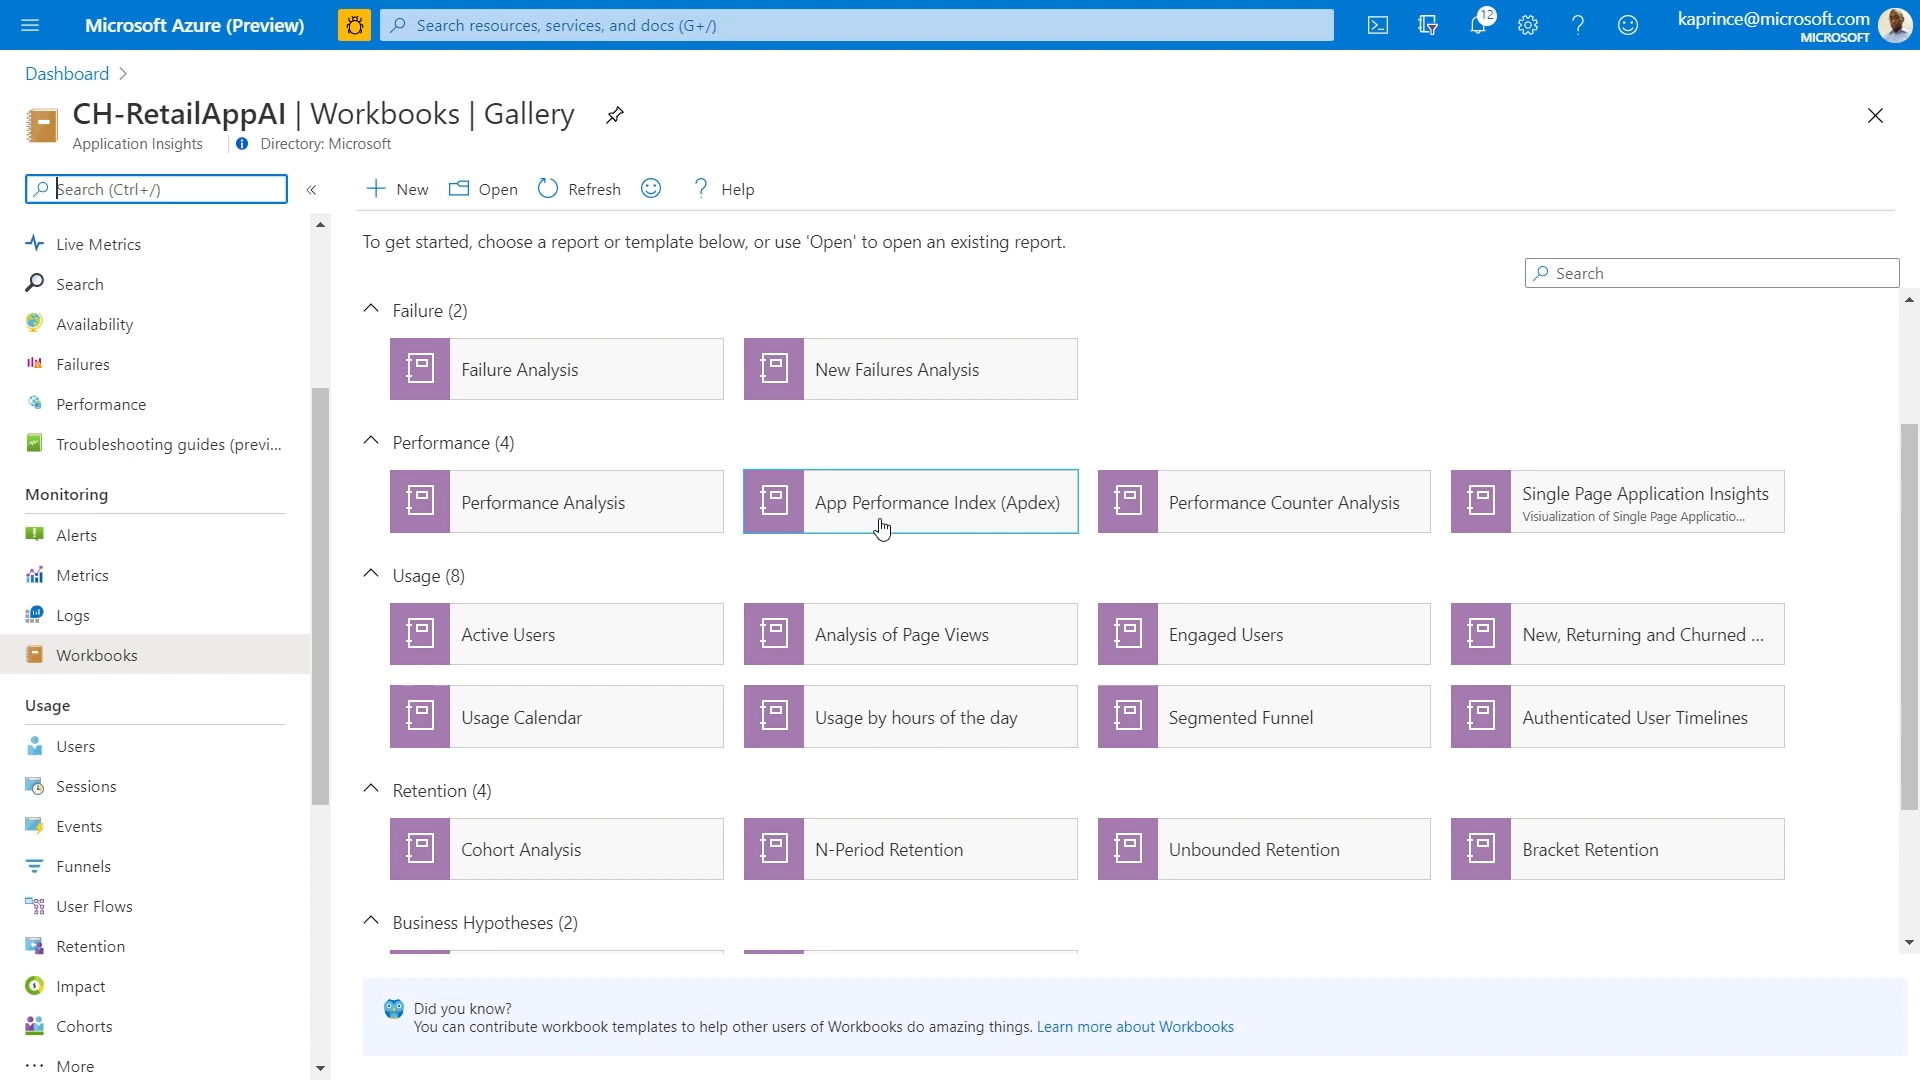 Microsoft Azure (Preview)
Search resources, services, and docs (G+/)
12
kaprince@microsoft.com
MICROSOFT
Dashboard
CH-RetailAppAI | Workbooks | Gallery
Application Insights
Directory: Microsoft
Search (Ctrl+/)
New
Open
Refresh
Help
Live Metrics
Search
Availability
Failures
Performance
Troubleshooting guides (previ...
Monitoring
Alerts
Metrics
Logs
Workbooks
Usage
Users
Sessions
Events
Funnels
User Flows
Retention
Impact
Cohorts
More
To get started, choose a report or template below, or use 'Open' to open an existing report.
Search
Failure (2)
Failure Analysis
New Failures Analysis
Performance (4)
Performance Analysis
App Performance Index (Apdex)
Performance Counter Analysis
Single Page Application Insights
Visiualization of Single Page Applicatio...
Usage (8)
Active Users
Analysis of Page Views
Engaged Users
New, Returning and Churned ...
Usage Calendar
Usage by hours of the day
Segmented Funnel
Authenticated User Timelines
Retention (4)
Cohort Analysis
N-Period Retention
Unbounded Retention
Bracket Retention
Business Hypotheses (2)
Did you know?
You can contribute workbook templates to help other users of Workbooks do amazing things. Learn more about Workbooks